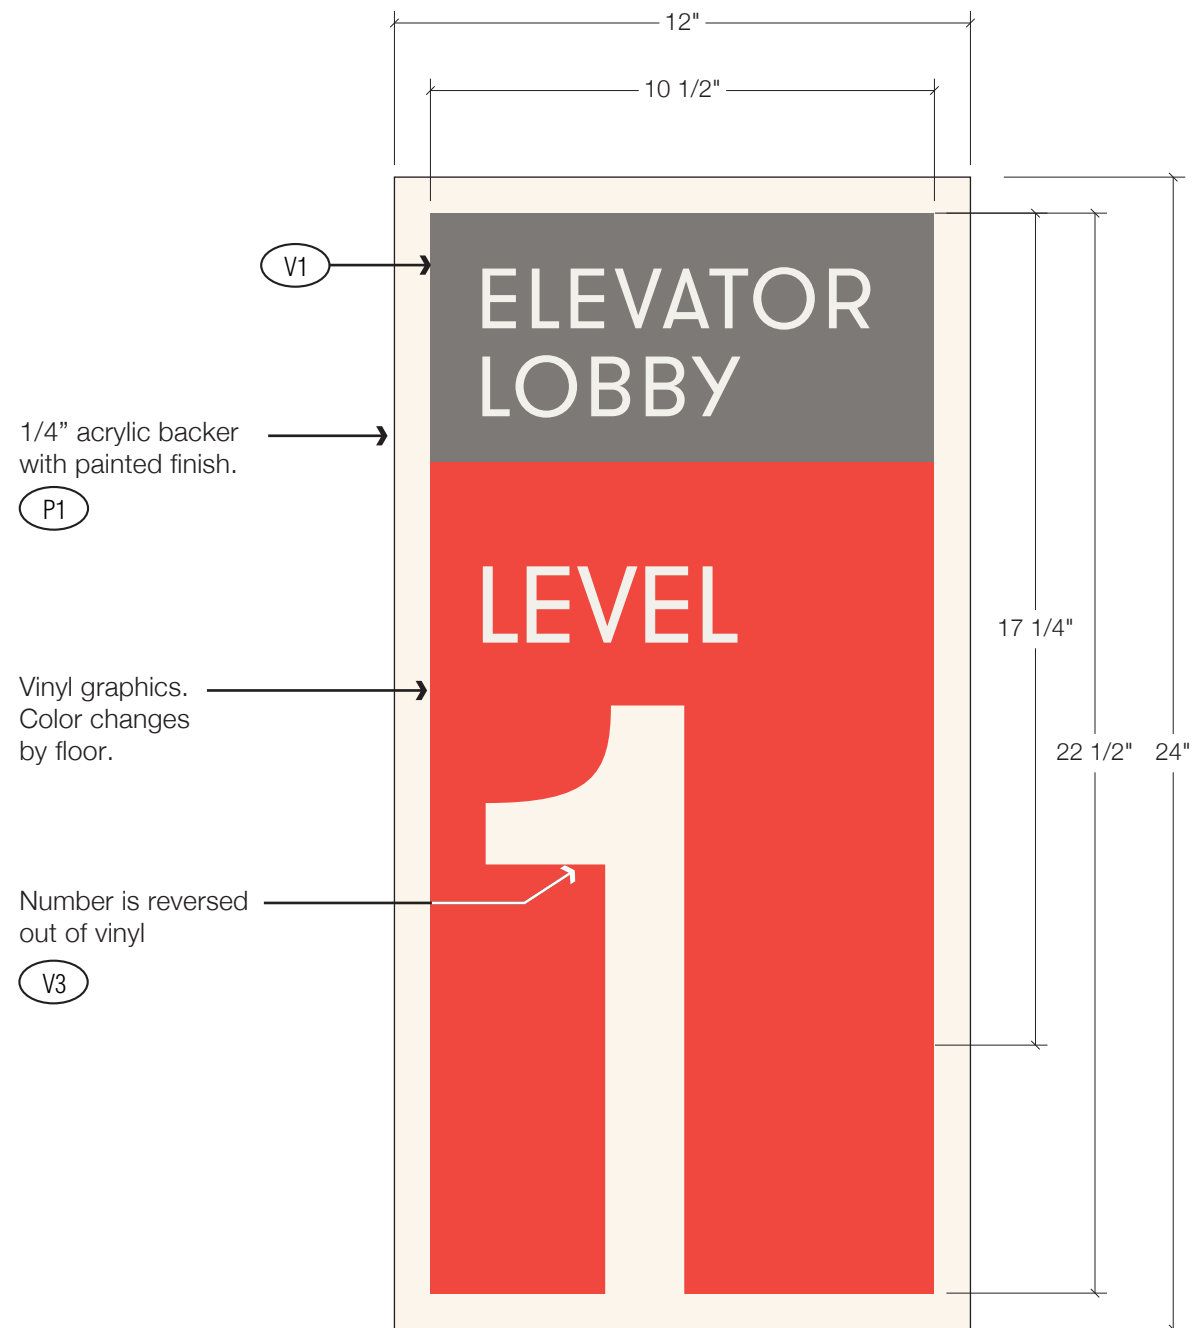 12"
10 1/2"
V1
ELEVATOR
LOBBY
1/4” acrylic backer
with painted finish.
P1
LEVEL
17 1/4"
Vinyl graphics.
Color changes
by floor.
22 1/2"
24"
1
Number is reversed
out of vinyl
V3